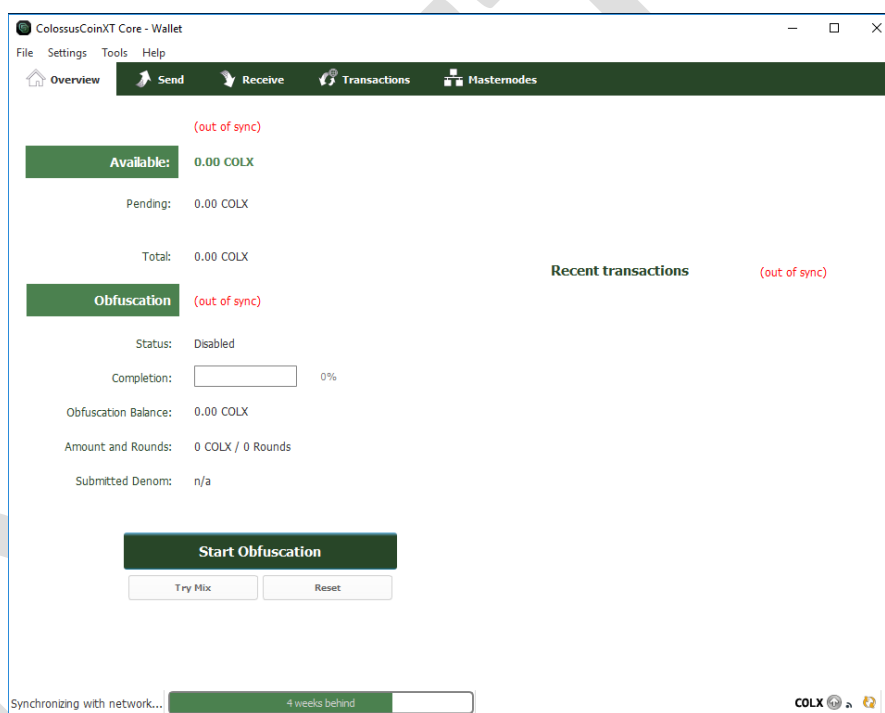 ColossusCoinXT Core - Wallet
File Settings Tools Help
Overview Send Receive Transactions Masternodes
(out of sync)
Available: 0.00 COLX
Pending: 0.00 COLX
Total: 0.00 COLX
Recent transactions (out of sync)
Obfuscation (out of sync)
Status: Disabled
Completion: 0%
Obfuscation Balance: 0.00 COLX
Amount and Rounds: 0 COLX / 0 Rounds
Submitted Denom: n/a
Start Obfuscation
Try Mix Reset
Synchronizing with network... 4 weeks behind COLX